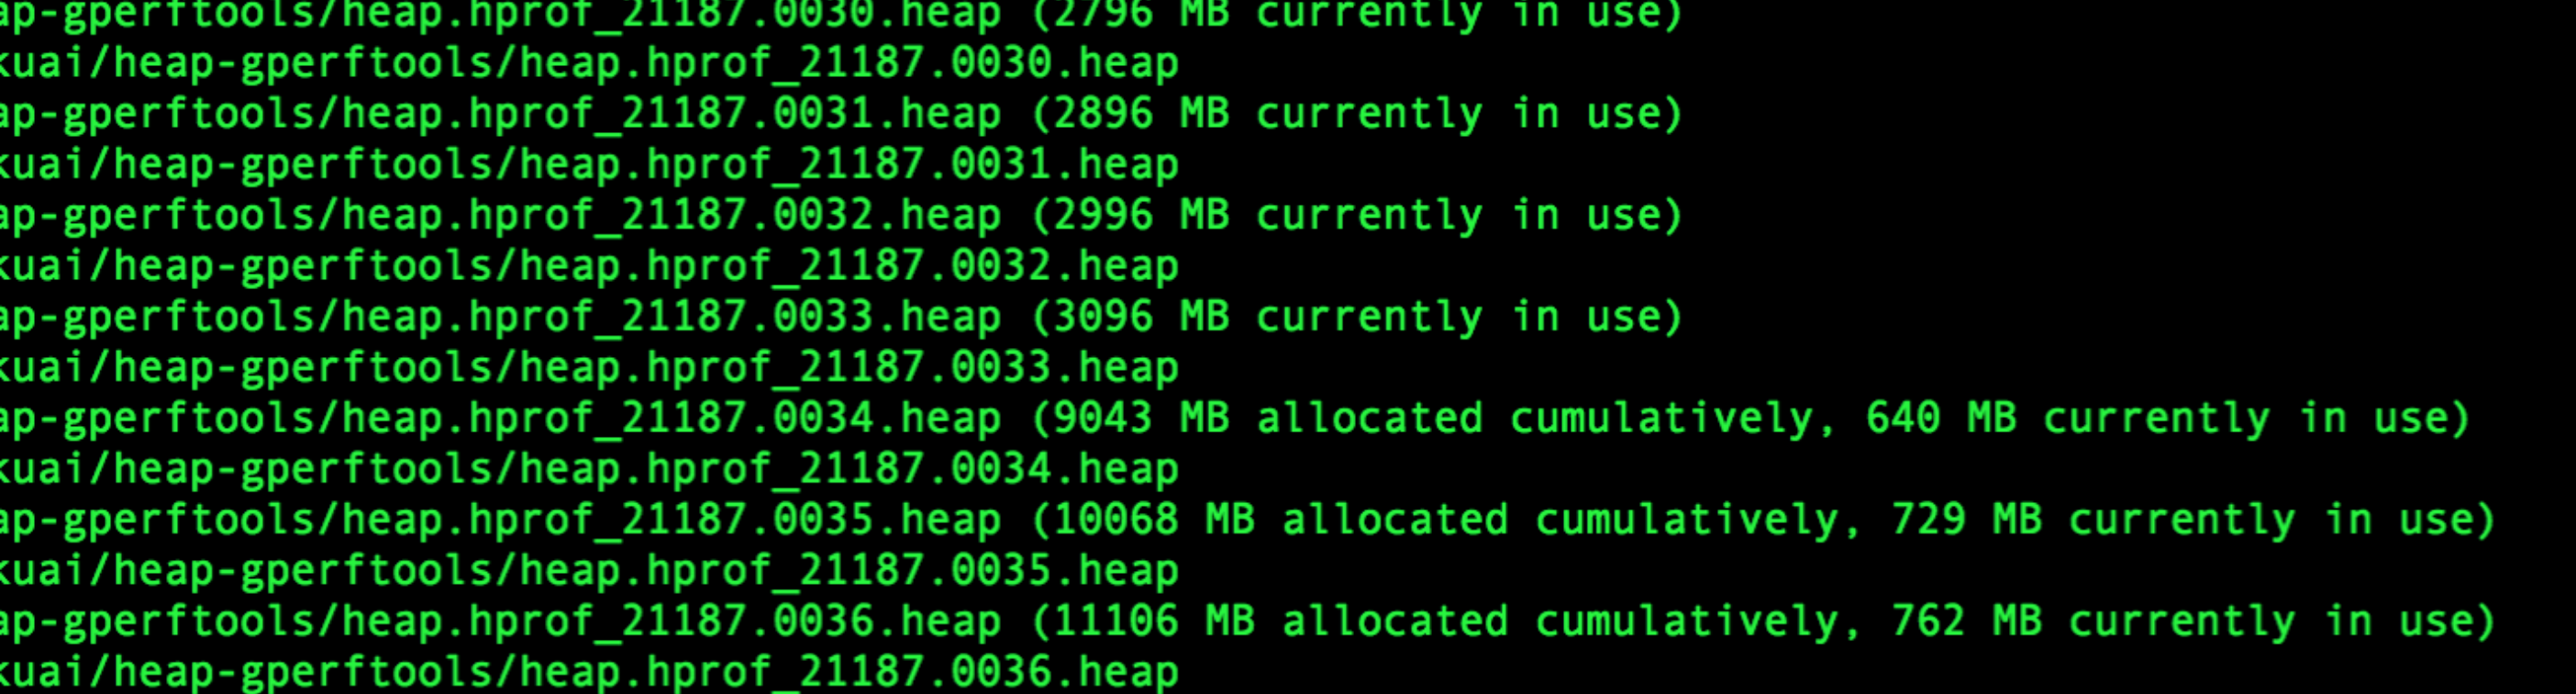 ap-gperftools/heap.hprof_21187.0030.heap (2796 MB currently in use)
kuai/heap-gperftools/heap.hprof_21187.0030.heap
ap-gperftools/heap.hprof_21187.0031.heap (2896 MB currently in use)
kuai/heap-gperftools/heap.hprof_21187.0031.heap
ap-gperftools/heap.hprof_21187.0032.heap (2996 MB currently in use)
kuai/heap-gperftools/heap.hprof_21187.0032.heap
ap-gperftools/heap.hprof_21187.0033.heap (3096 MB currently in use)
kuai/heap-gperftools/heap.hprof_21187.0033.heap
ap-gperftools/heap.hprof_21187.0034.heap (9043 MB allocated cumulatively, 640 MB currently in use)
kuai/heap-gperftools/heap.hprof_21187.0034.heap
ap-gperftools/heap.hprof_21187.0035.heap (10068 MB allocated cumulatively, 729 MB currently in use)
kuai/heap-gperftools/heap.hprof_21187.0035.heap
ap-gperftools/heap.hprof_21187.0036.heap (11106 MB allocated cumulatively, 762 MB currently in use)
kuai/heap-gperftools/heap.hprof_21187.0036.heap